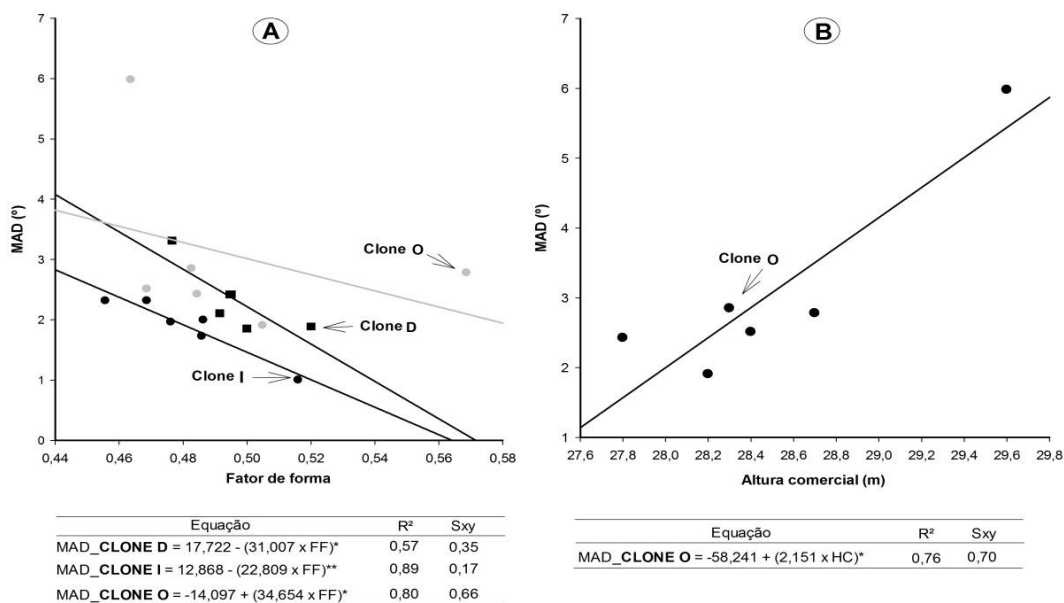 A
7
6
5
4
3
2
1
0
MAD (º)
Clone O
Clone D
Clone I
0,44 0,46 0,48 0,50 0,52 0,54 0,56 0,58
Fator de forma
Equação R² Sxy
MAD_CLONE D = 17,722 - (31,007 x FF)* 0,57 0,35
MAD_CLONE I = 12,868 - (22,809 x FF)** 0,89 0,17
MAD_CLONE O = -14,097 + (34,654 x FF)* 0,80 0,66
B
7
6
5
4
3
2
1
MAD (º)
Clone O
27,6 27,8 28,0 28,2 28,4 28,6 28,8 29,0 29,2 29,4 29,6 29,8
Altura comercial (m)
Equação R² Sxy
MAD_CLONE O = -58,241 + (2,151 x HC)* 0,76 0,70